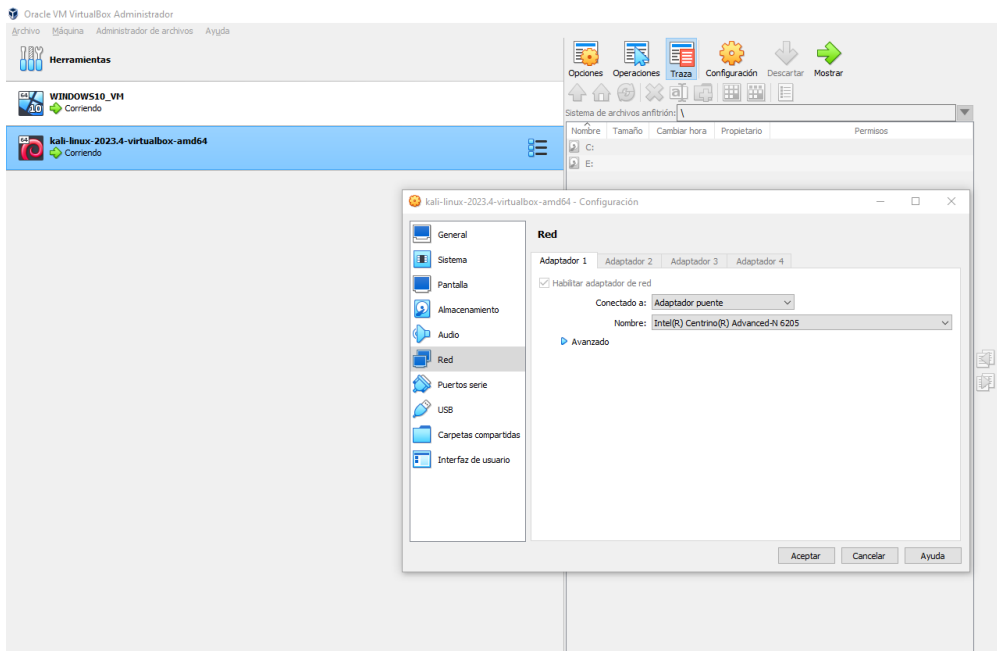 Oracle VM VirtualBox Administrador
Archivo Máquina Administrador de archivos Ayuda
Herramientas
64 10 WINDOWS10_VM
Corriendo
64 kali-linux-2023.4-virtualbox-amd64
Corriendo
Opciones Operaciones Traza Configuración Descartar Mostrar
Sistema de archivos anfitrión: \
Nombre Tamaño Cambiar hora Propietario Permisos
C:
E:
kali-linux-2023.4-virtualbox-amd64 - Configuración
General
Sistema
Pantalla
Almacenamiento
Audio
Red
Puertos serie
USB
Carpetas compartidas
Interfaz de usuario
Red
Adaptador 1 Adaptador 2 Adaptador 3 Adaptador 4
Habilitar adaptador de red
Conectado a: Adaptador puente
Nombre: Intel(R) Centrino(R) Advanced-N 6205
Avanzado
Aceptar Cancelar Ayuda